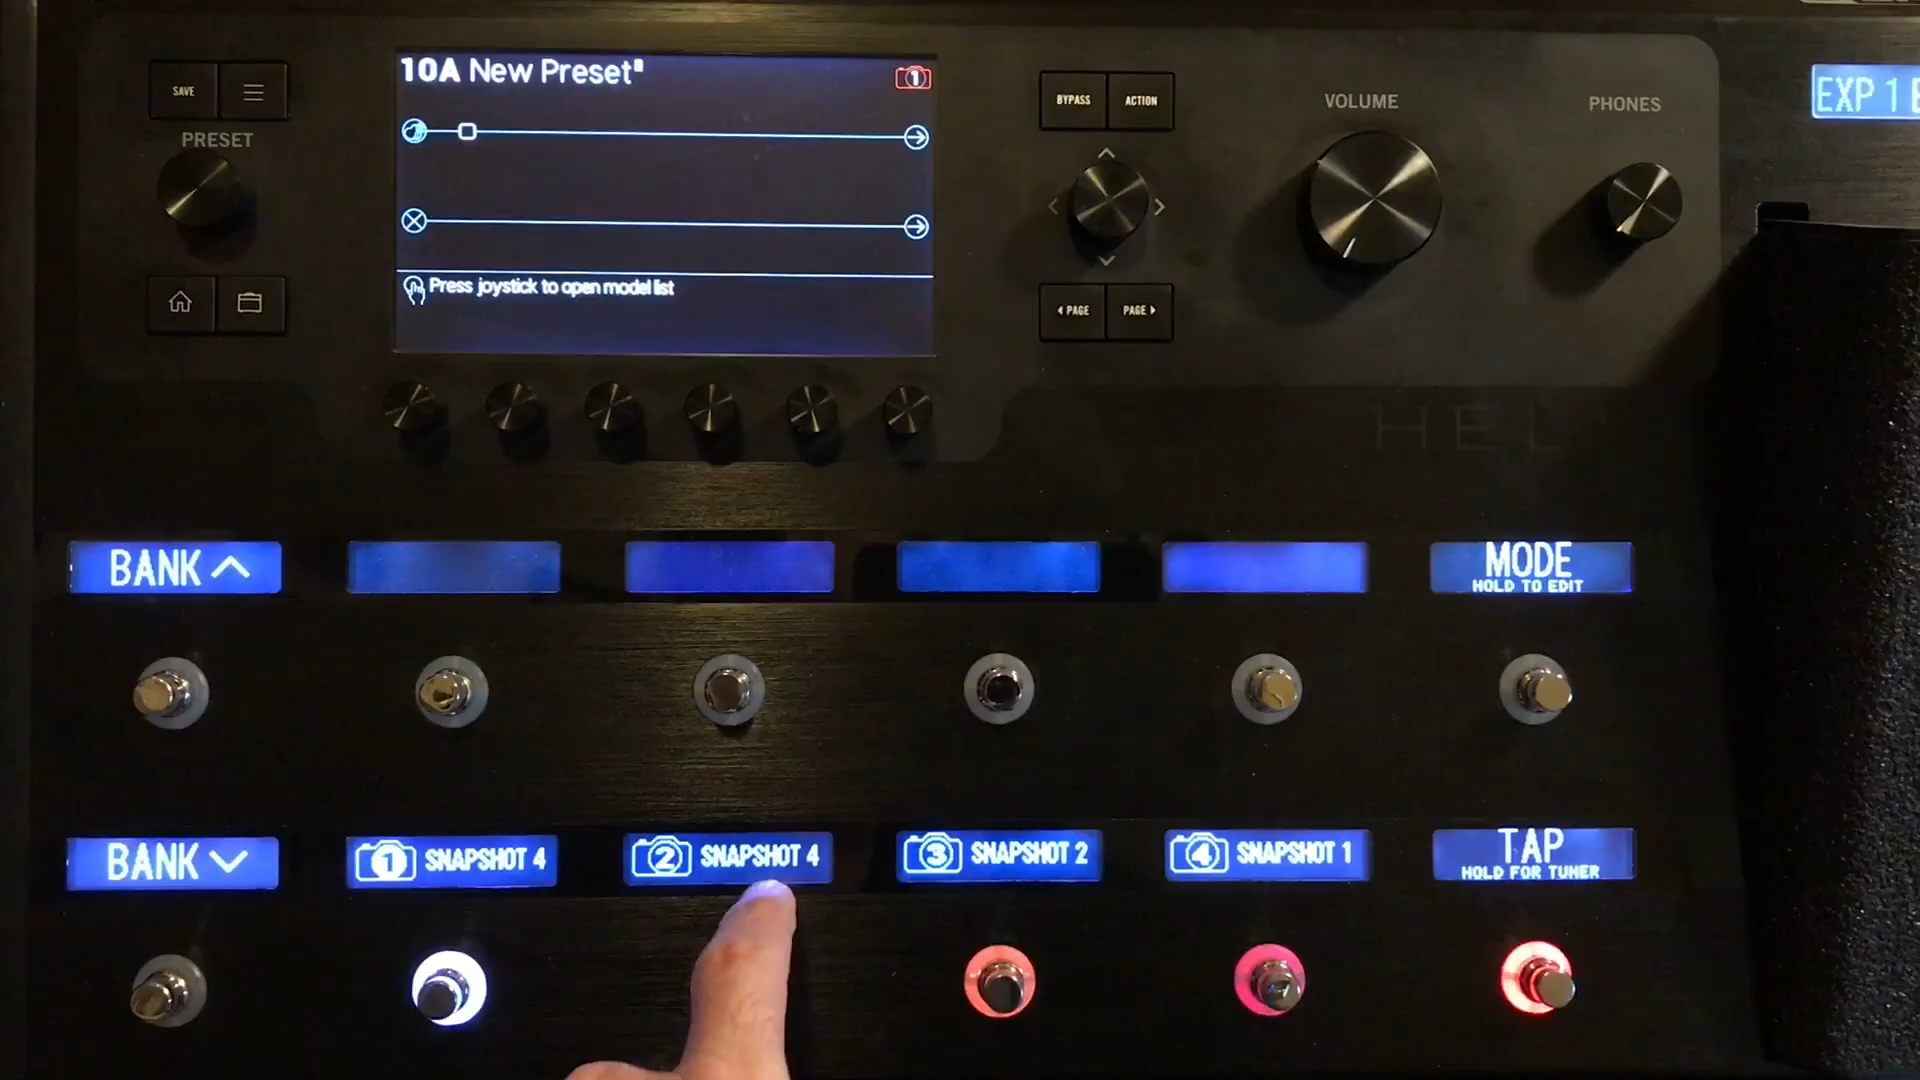 SAVE
PRESET
10A New Preset
1
Press joystick to open model list
BYPASS
ACTION
PAGE
PAGE
VOLUME
PHONES
EXP 1
HEL
BANK
MODE
HOLD TO EDIT
BANK
1 SNAPSHOT 4
2 SNAPSHOT 4
3 SNAPSHOT 2
4 SNAPSHOT 1
TAP
HOLD FOR TUNER